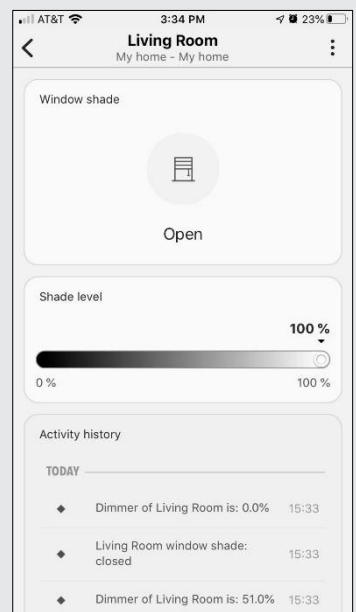 AT&T 3:34 PM 23%
Living Room
My home - My home
Window shade
Open
Shade level
100 %
0 % 100 %
Activity history
TODAY
Dimmer of Living Room is: 0.0% 15:33
Living Room window shade:
closed 15:33
Dimmer of Living Room is: 51.0% 15:33